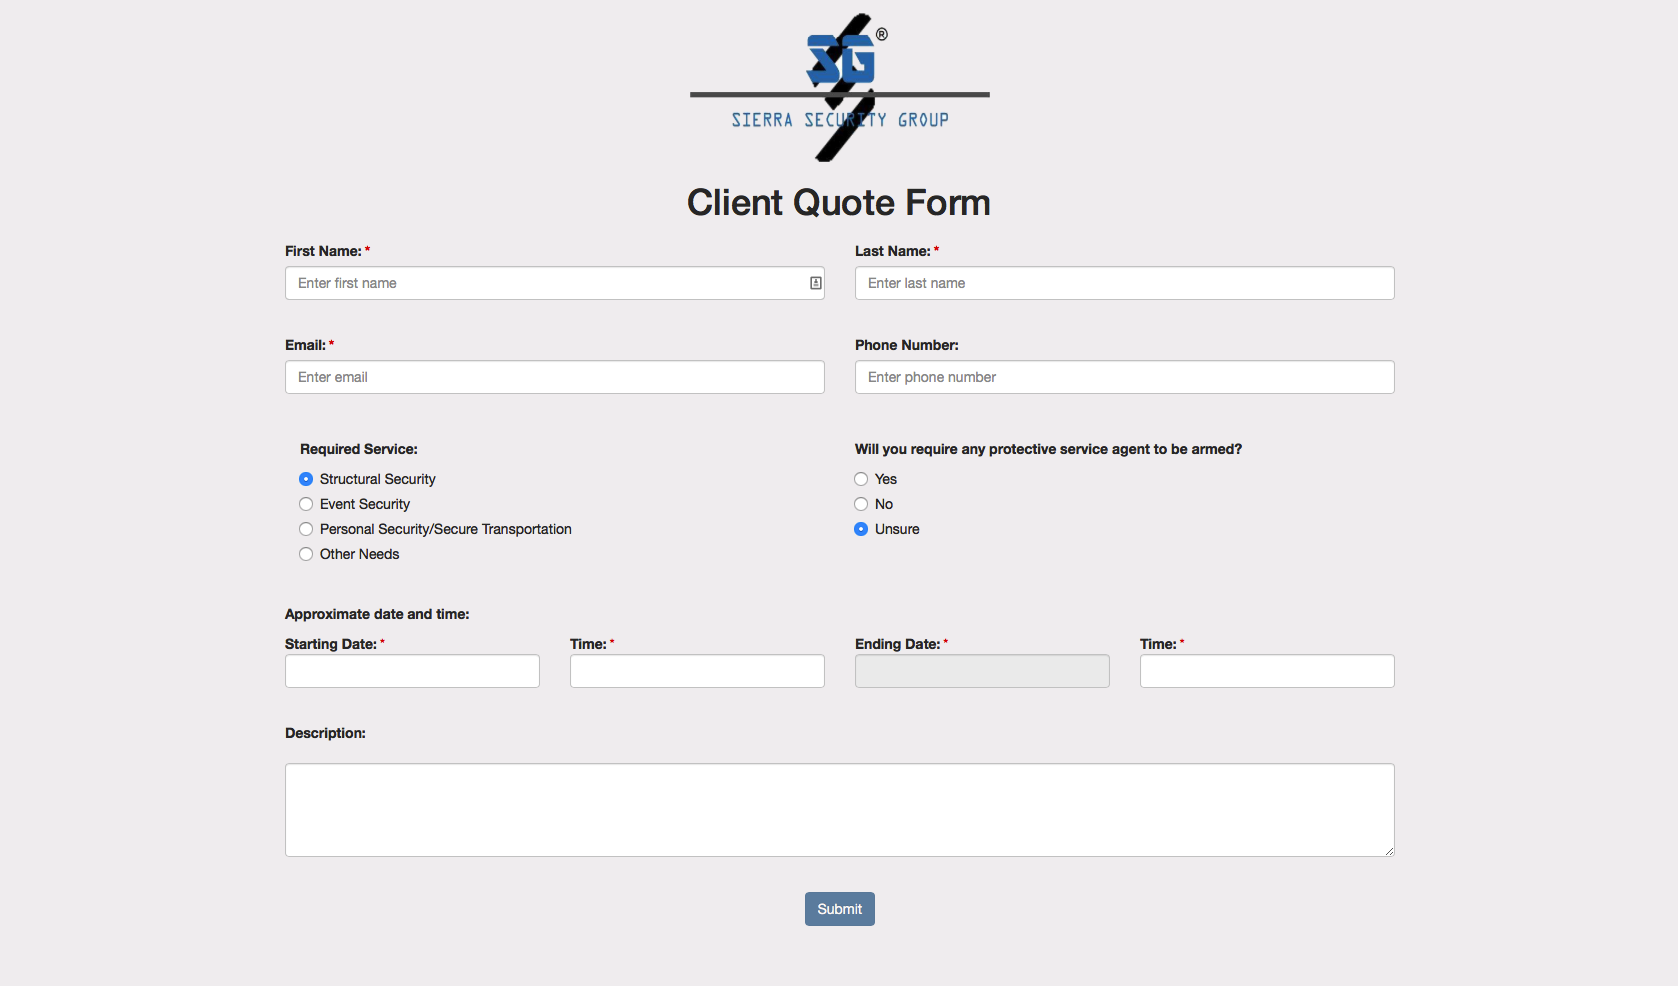 SG®
SIERRA SECURITY GROUP
Client Quote Form
First Name: * Last Name: *
Enter first name Enter last name
Email: * Phone Number:
Enter email Enter phone number
Required Service: Will you require any protective service agent to be armed?
Structural Security Yes
Event Security No
Personal Security/Secure Transportation Unsure
Other Needs
Approximate date and time:
Starting Date: * Time: * Ending Date: * Time: *
Description:
Submit